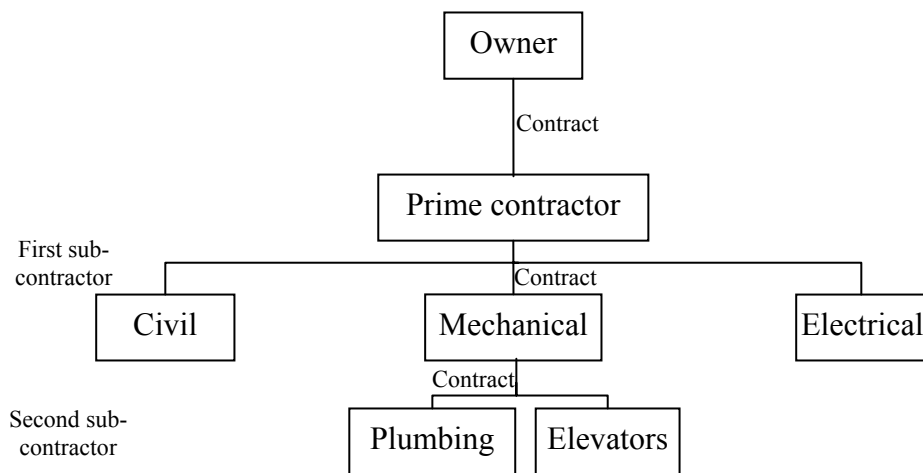 Owner
Contract
Prime contractor
First sub-
contractor
Contract
Civil
Mechanical
Electrical
Contract
Second sub-
contractor
Plumbing
Elevators